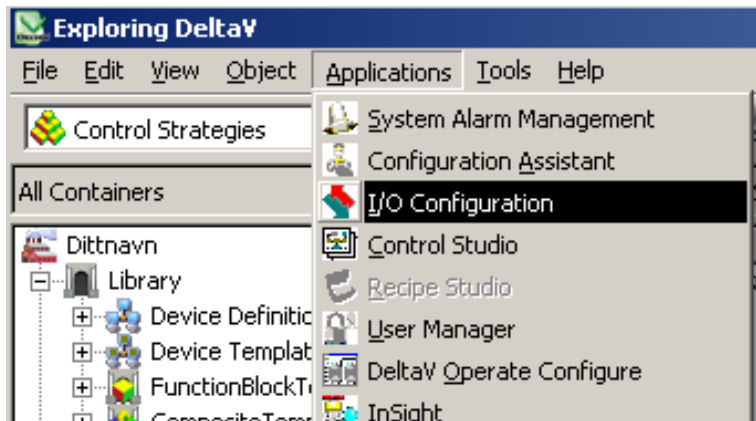 Exploring DeltaV
File Edit View Object Applications Tools Help
Control Strategies
All Containers
Dittnavn
Library
Device Definitic
Device Templat
FunctionBlockT
System Alarm Management
Configuration Assistant
I/O Configuration
Control Studio
Recipe Studio
User Manager
DeltaV Operate Configure
InSight